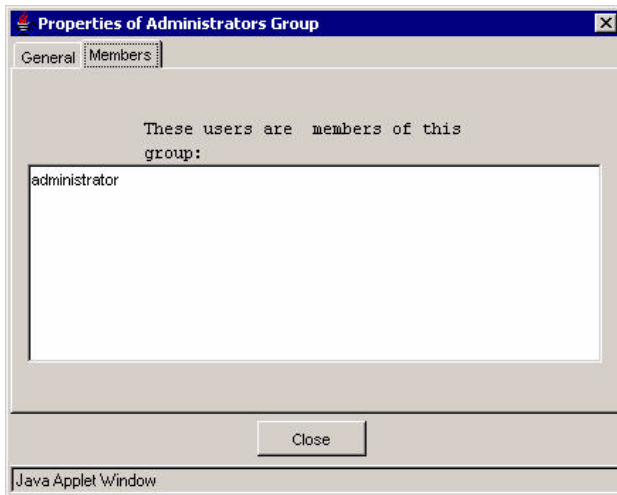 Properties of Administrators Group
General Members
These users are members of this
group:
administrator
Close
Java Applet Window